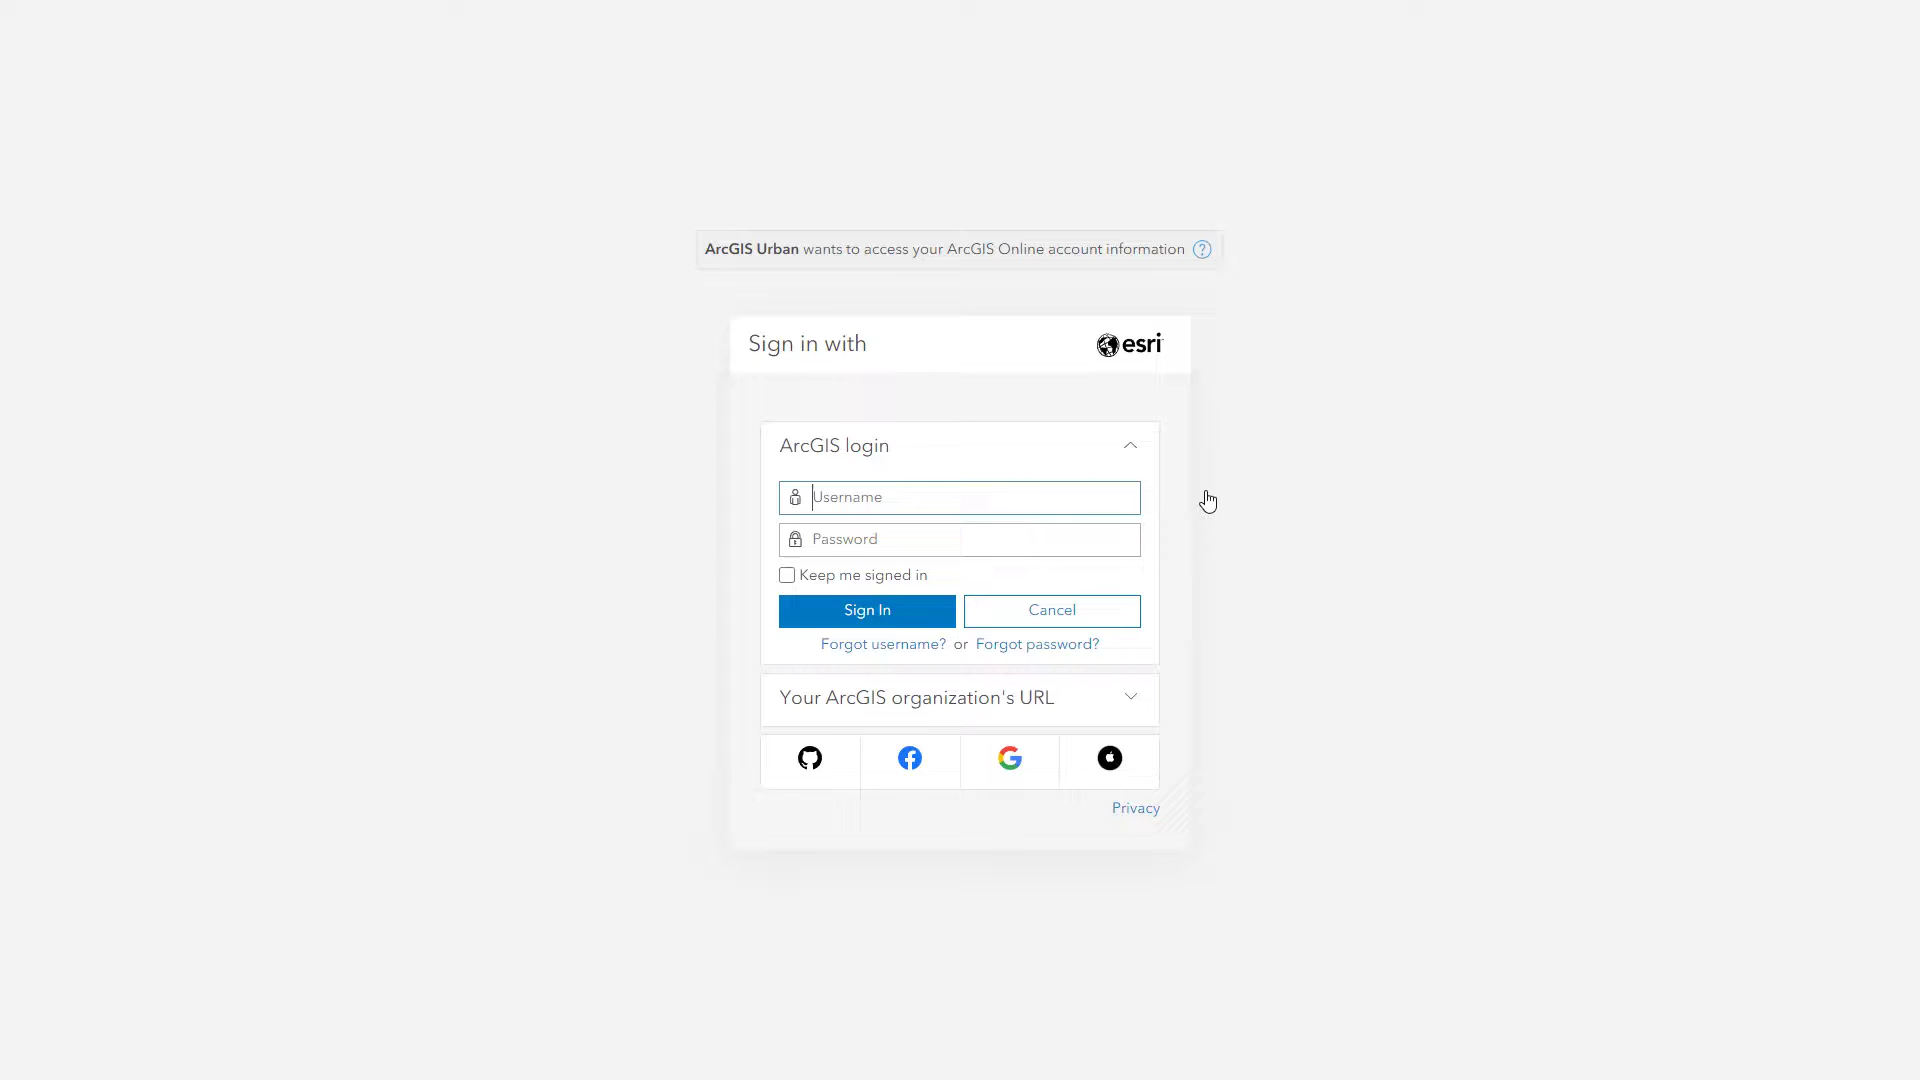 ArcGIS Urban wants to access your ArcGIS Online account information ?
Sign in with
esri
ArcGIS login
Username
Password
Keep me signed in
Sign In
Cancel
Forgot username? or Forgot password?
Your ArcGIS organization's URL
Privacy